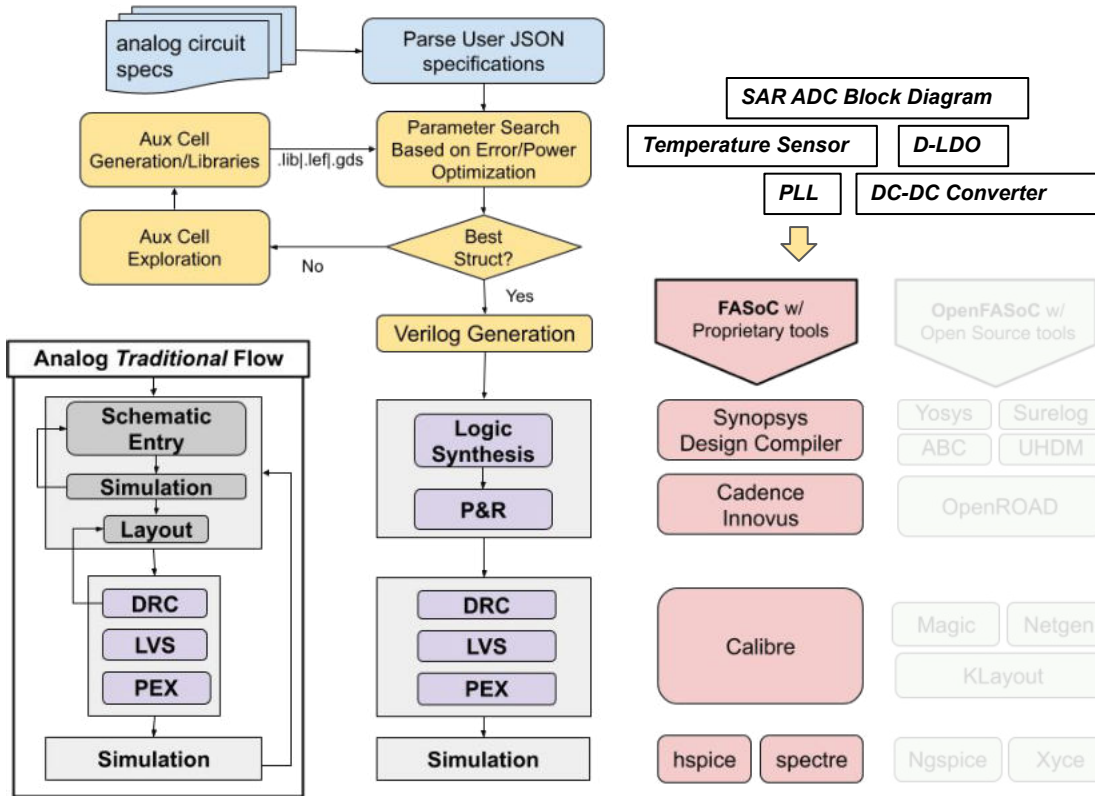 analog circuit
specs
Parse User JSON
specifications
Aux Cell
Generation/Libraries
.lib|.lef|.gds
Parameter Search
Based on Error/Power
Optimization
Aux Cell
Exploration
No
Best
Struct?
Yes
Verilog Generation
SAR ADC Block Diagram
Temperature Sensor
D-LDO
PLL
DC-DC Converter
Analog Traditional Flow
Schematic
Entry
Simulation
Layout
DRC
LVS
PEX
Simulation
Logic
Synthesis
P&R
DRC
LVS
PEX
Simulation
FASoC w/
Proprietary tools
Synopsys
Design Compiler
Cadence
Innovus
Calibre
hspice
spectre
OpenFASoC w/
Open Source tools
Yosys
Surelog
ABC
UHDM
OpenROAD
Magic
Netgen
KLayout
Ngspice
Xyce